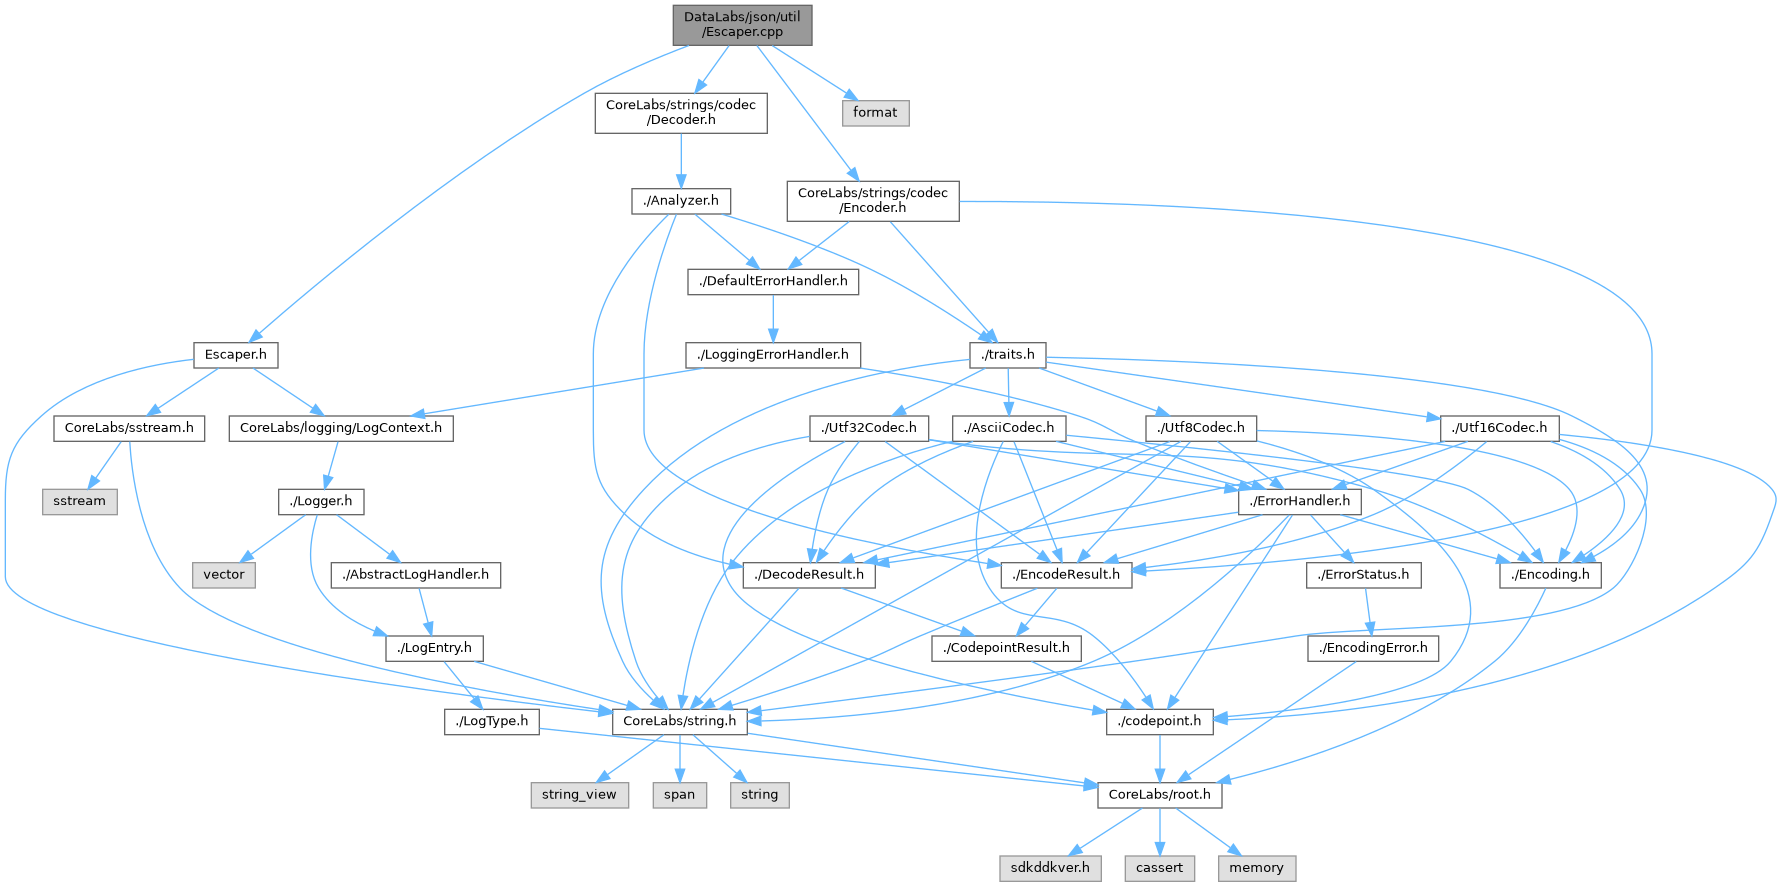 DataLabs/json/util
/Escaper.cpp
CoreLabs/strings/codec
/Decoder.h
format
./Analyzer.h
CoreLabs/strings/codec
/Encoder.h
./DefaultErrorHandler.h
Escaper.h
./LoggingErrorHandler.h
./traits.h
CoreLabs/sstream.h
CoreLabs/logging/LogContext.h
./Utf32Codec.h
./AsciiCodec.h
./Utf8Codec.h
./Utf16Codec.h
sstream
./Logger.h
./ErrorHandler.h
vector
./AbstractLogHandler.h
./DecodeResult.h
./EncodeResult.h
./ErrorStatus.h
./Encoding.h
./LogEntry.h
./CodepointResult.h
./EncodingError.h
./LogType.h
CoreLabs/string.h
./codepoint.h
string_view
span
string
CoreLabs/root.h
sdkddkver.h
cassert
memory